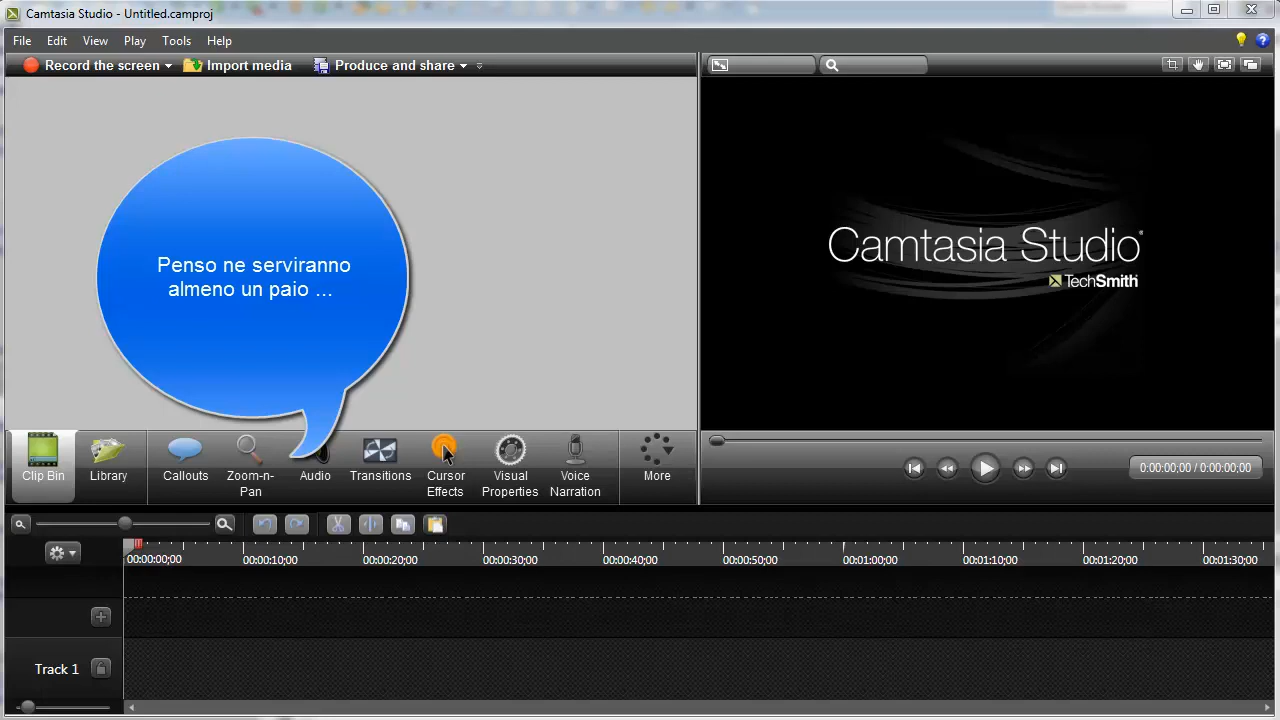 Camtasia Studio - Untitled.camproj
File Edit View Play Tools Help
Record the screen Import media Produce and share
Penso ne serviranno
almeno un paio ...
Camtasia Studio®
TechSmith
Clip Bin
Library
Callouts
Zoom-n-
Pan
Audio
Transitions
Cursor
Effects
Visual
Properties
Voice
Narration
More
0:00:00;00 / 0:00:00;00
00:00:00;00 00:00:10;00 00:00:20;00 00:00:30;00 00:00:40;00 00:00:50;00 00:01:00;00 00:01:10;00 00:01:20;00 00:01:30;00
Track 1